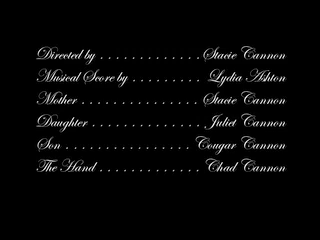 Directed by . . . . . . . . . . . . . Stacie Cannon
Musical Score by . . . . . . . . . Lydia Ashton
Mother . . . . . . . . . . . . . . . Stacie Cannon
Daughter . . . . . . . . . . . . . . Juliet Cannon
Son . . . . . . . . . . . . . . . . Cougar Cannon
The Hand . . . . . . . . . . . . . Chad Cannon